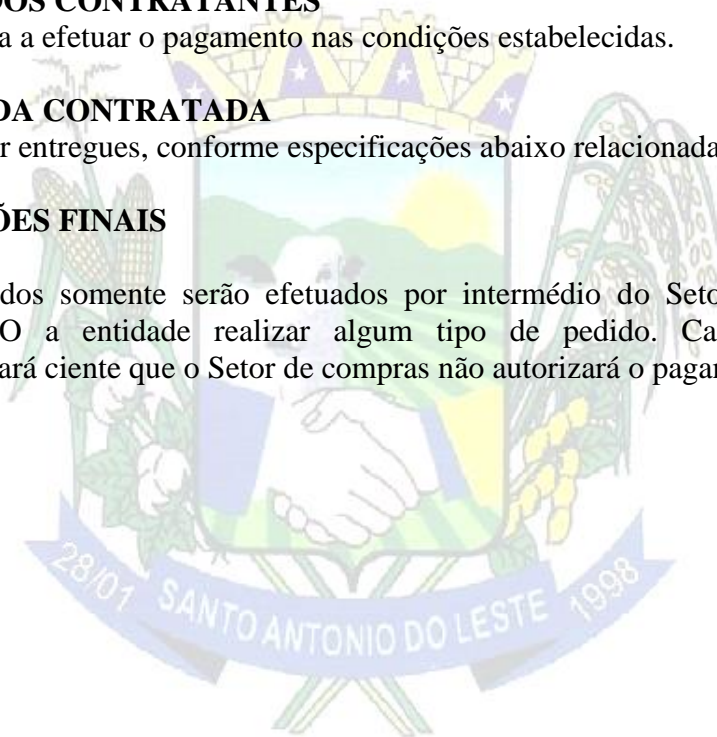 DOS CONTRATANTES
a a efetuar o pagamento nas condições estabelecidas.
DA CONTRATADA
r entregues, conforme especificações abaixo relacionada
ÕES FINAIS
dos somente serão efetuados por intermédio do Seto
O a entidade realizar algum tipo de pedido. Ca
ará ciente que o Setor de compras não autorizará o pagar
28/01 SANTO ANTONIO DO LESTE 1998